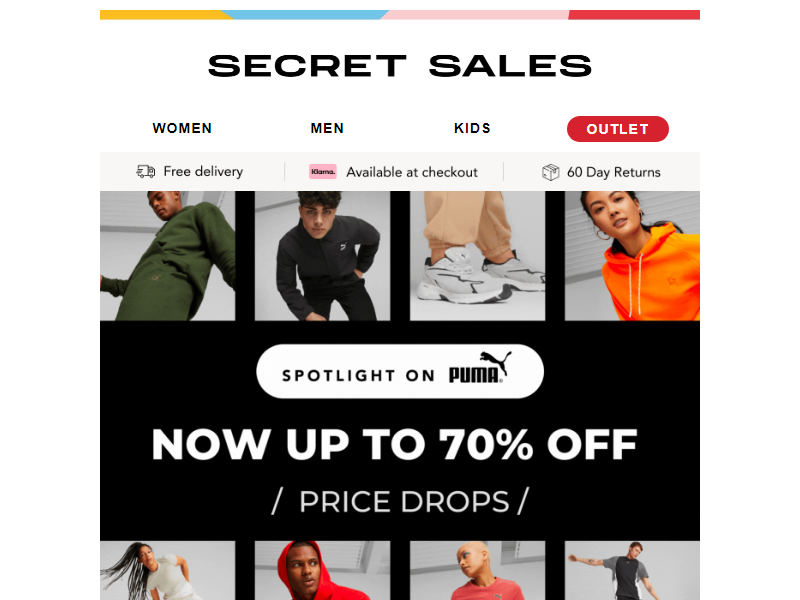 SECRET SALES
WOMEN MEN KIDS OUTLET
Free delivery Klarna. Available at checkout 60 Day Returns
SPOTLIGHT ON PUMA
NOW UP TO 70% OFF
/ PRICE DROPS /